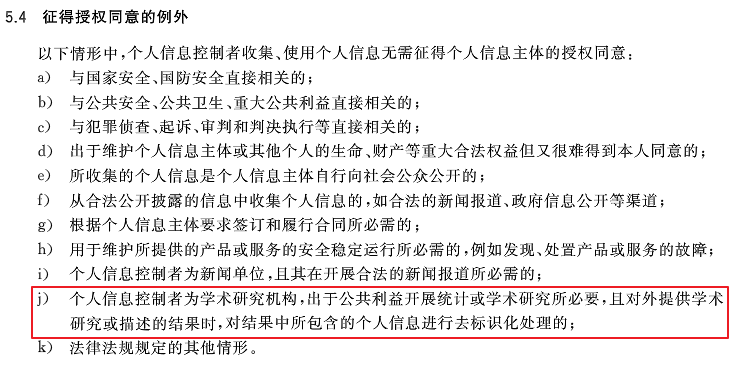 5.4 征得授权同意的例外
以下情形中,个人信息控制者收集、使用个人信息无需征得个人信息主体的授权同意:
a) 与国家安全、国防安全直接相关的;
b) 与公共安全、公共卫生、重大公共利益直接相关的;
c) 与犯罪侦查、起诉、审判和判决执行等直接相关的;
d) 出于维护个人信息主体或其他个人的生命、财产等重大合法权益但又很难得到本人同意的;
e) 所收集的个人信息是个人信息主体自行向社会公众公开的;
f) 从合法公开披露的信息中收集个人信息的,如合法的新闻报道、政府信息公开等渠道;
g) 根据个人信息主体要求签订和履行合同所必需的;
h) 用于维护所提供的产品或服务的安全稳定运行所必需的,例如发现、处置产品或服务的故障;
i) 个人信息控制者为新闻单位,且其在开展合法的新闻报道所必需的;
j) 个人信息控制者为学术研究机构,出于公共利益开展统计或学术研究所必要,且对外提供学术
研究或描述的结果时,对结果中所包含的个人信息进行去标识化处理的;
k) 法律法规规定的其他情形。